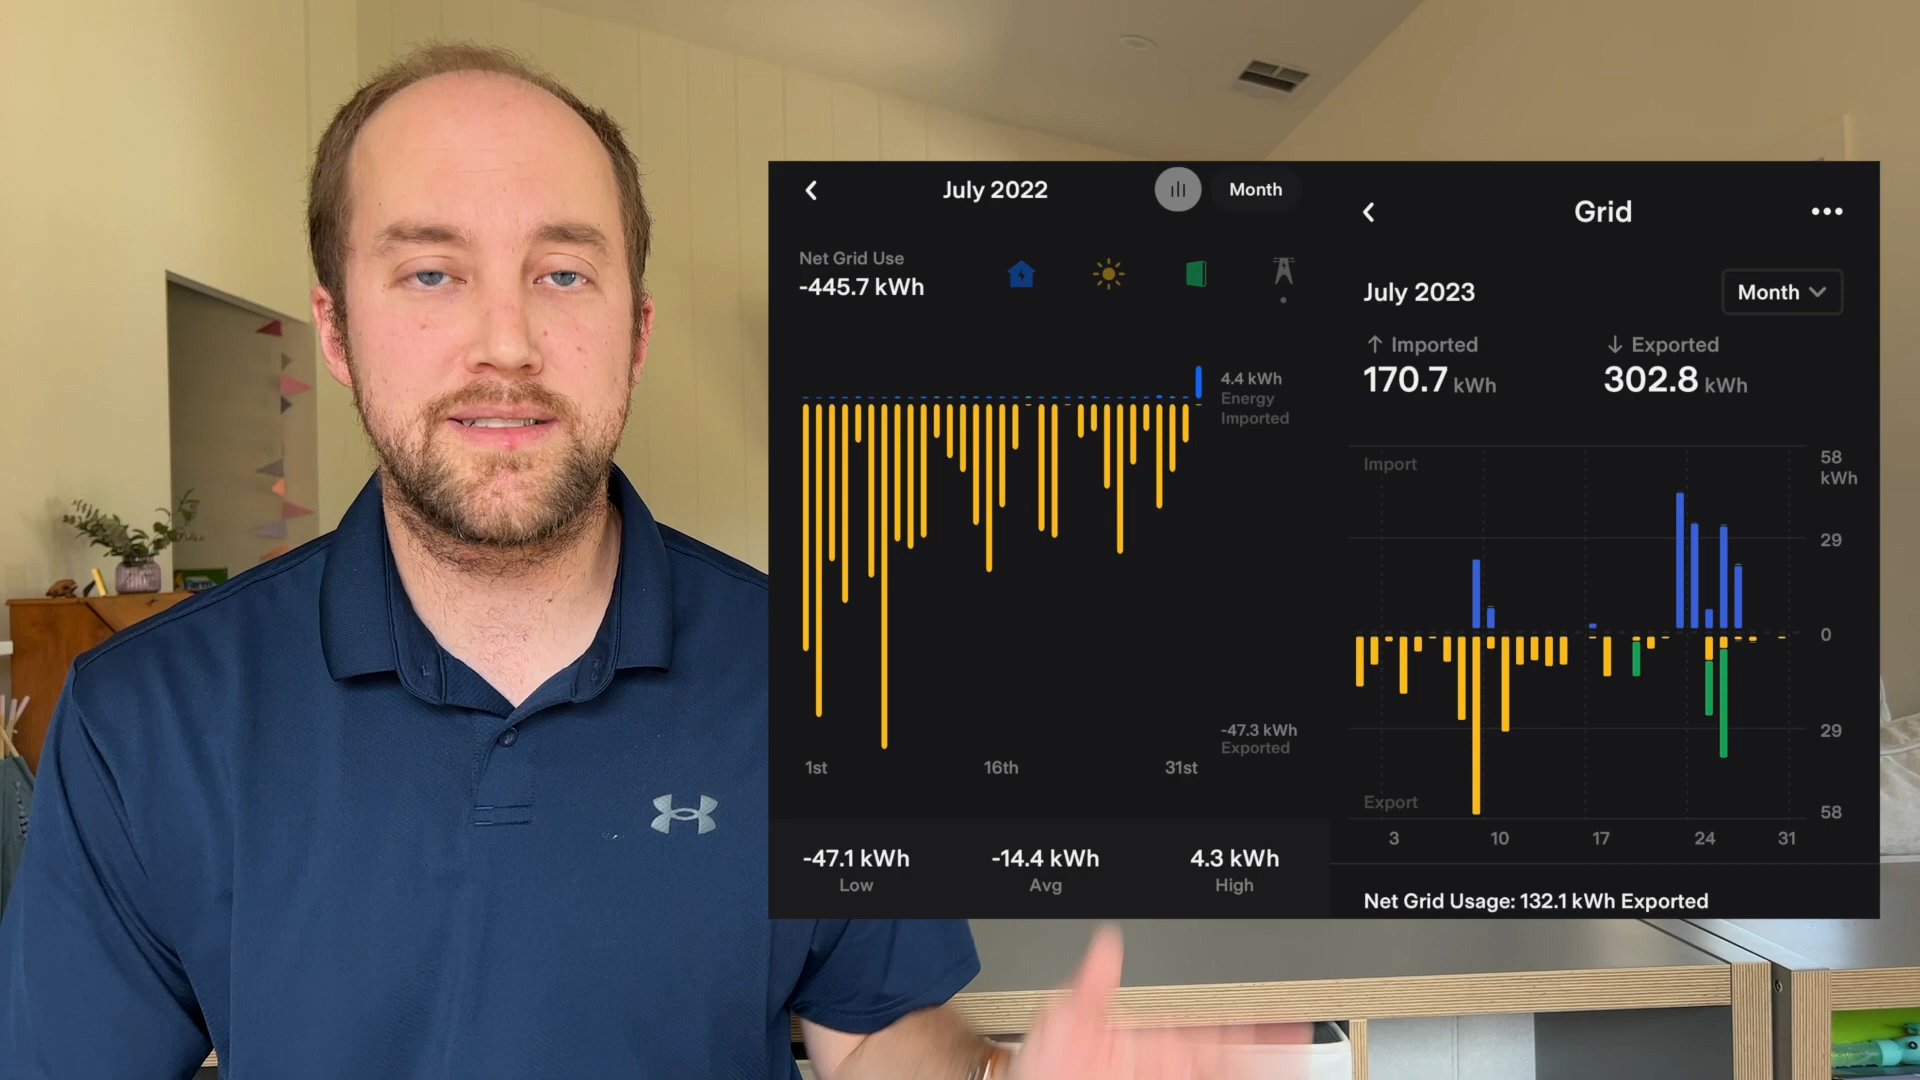 July 2022
Month
Net Grid Use
-445.7 kWh
4.4 kWh
Energy
Imported
-47.3 kWh
Exported
1st
16th
31st
-47.1 kWh
Low
-14.4 kWh
Avg
4.3 kWh
High
Grid
July 2023
Month
↑ Imported
170.7 kWh
↓ Exported
302.8 kWh
Import
58
kWh
29
0
29
Export
58
3
10
17
24
31
Net Grid Usage: 132.1 kWh Exported